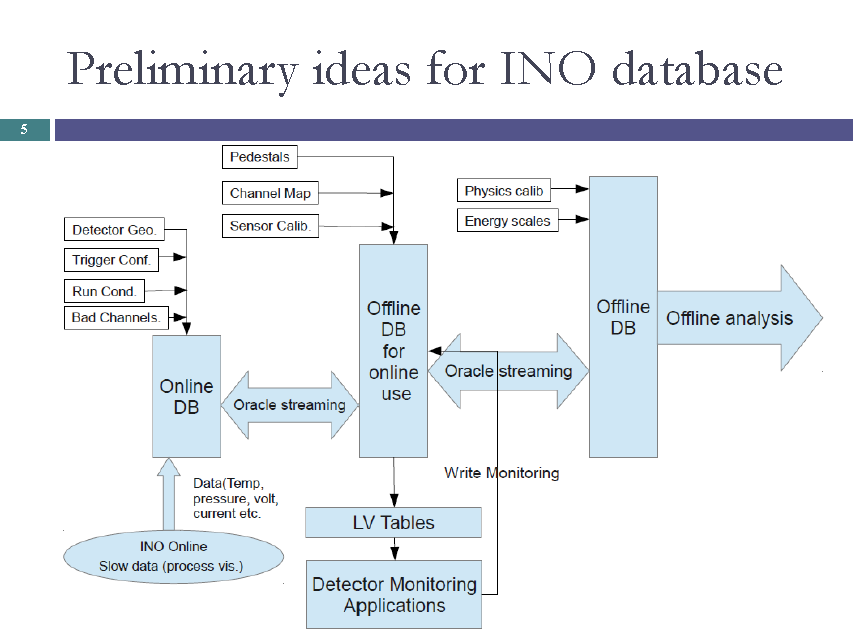 Preliminary ideas for INO database
5
Pedestals
Channel Map
Sensor Calib.
Physics calib
Energy scales
Detector Geo.
Trigger Conf.
Run Cond.
Bad Channels.
Online
DB
Oracle streaming
Offline
DB
for
online
use
Oracle streaming
Offline
DB
Offline analysis
Data(Temp,
pressure, volt,
current etc.
Write Monitoring
INO Online
Slow data (process vis.)
LV Tables
Detector Monitoring
Applications